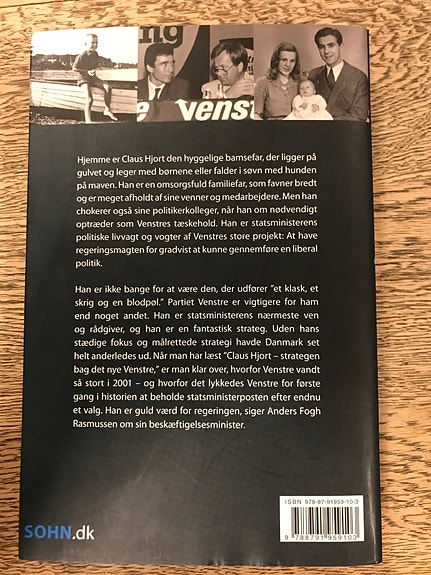 ng
e venst
Hjemme er Claus Hjort den hyggelige bamsefar, der ligger på
gulvet og leger med børnene eller falder i søvn med hunden
på maven. Han er en omsorgsfuld familiefar, som favner bredt
og er meget afholdt af sine venner og medarbejdere. Men han
chokerer også sine politikerkolleger, når han om nødvendigt
optræder som Venstres tæskehold. Han er statsministerens
politiske livvagt og vogter af Venstres store projekt: At have
regeringsmagten for gradvist at kunne gennemføre en liberal
politik.
Han er ikke bange for at være den, der udfører "et klask, et
skrig og en blodpøl." Partiet Venstre er vigtigere for ham
end noget andet. Han er statsministerens nærmeste ven
og rådgiver, og han er en fantastisk strateg. Uden hans
stædige fokus og målrettede strategi havde Danmark set
helt anderledes ud. Når man har læst "Claus Hjort – strategen
bag det nye Venstre," er man klar over, hvorfor Venstre vandt
så stort i 2001 – og hvorfor det lykkedes Venstre for første
gang i historien at beholde statsministerposten efter endnu
et valg. Han er guld værd for regeringen, siger Anders Fogh
Rasmussen om sin beskæftigelsesminister.
ISBN 978-87-91959-10-3
9 788791 959103
SOHN.dk